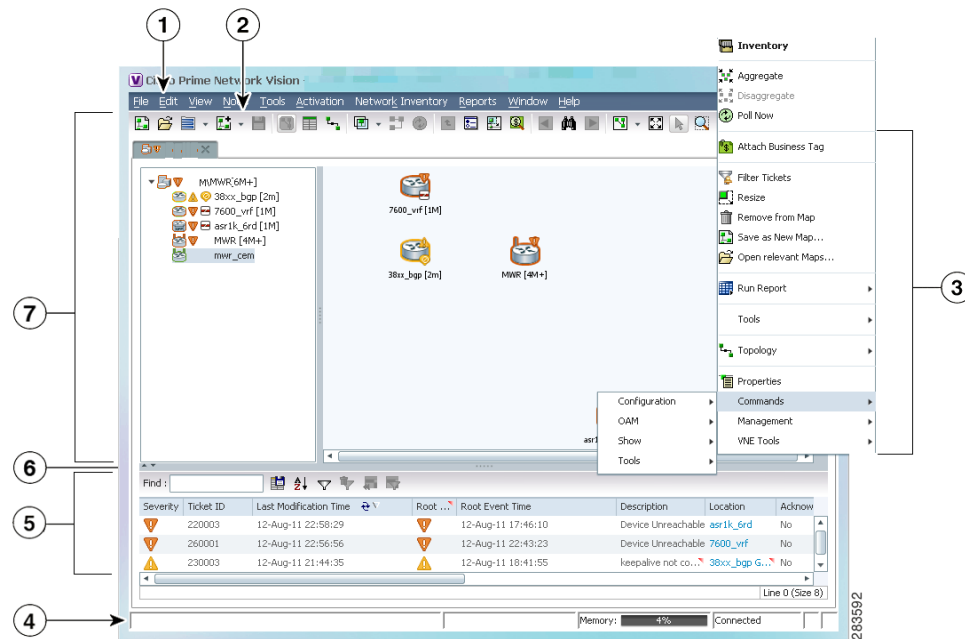 1
2
Prime Network Vision -
File Edit View Tools Activation Network Inventory Reports Window Help
7
[6M+]
38xx_bgp [2m]
7600_vrf [1M]
asr1k_6rd [1M]
MWR [4M+]
mwr_cem
7600_vrf [1M]
38xx_bgp [2m]
MWR [4M+]
asr1
Inventory
Aggregate
Disaggregate
Poll Now
Attach Business Tag
Filter Tickets
Resize
Remove from Map
Save as New Map...
Open relevant Maps...
Run Report
Tools
Topology
Properties
Commands
Management
VNE Tools
3
Configuration
OAM
Show
Tools
6
5
Find :
Severity Ticket ID Last Modification Time Root ... Root Event Time Description Location Acknow
220003 12-Aug-11 22:58:29 12-Aug-11 17:46:10 Device Unreachable asr1k_6rd No
260001 12-Aug-11 22:56:56 12-Aug-11 22:43:23 Device Unreachable 7600_vrf No
230003 12-Aug-11 21:44:35 12-Aug-11 18:41:55 keepalive not co... 38xx_bgp G... No
Line 0 (Size 8)
4
Memory: 4% Connected
283592